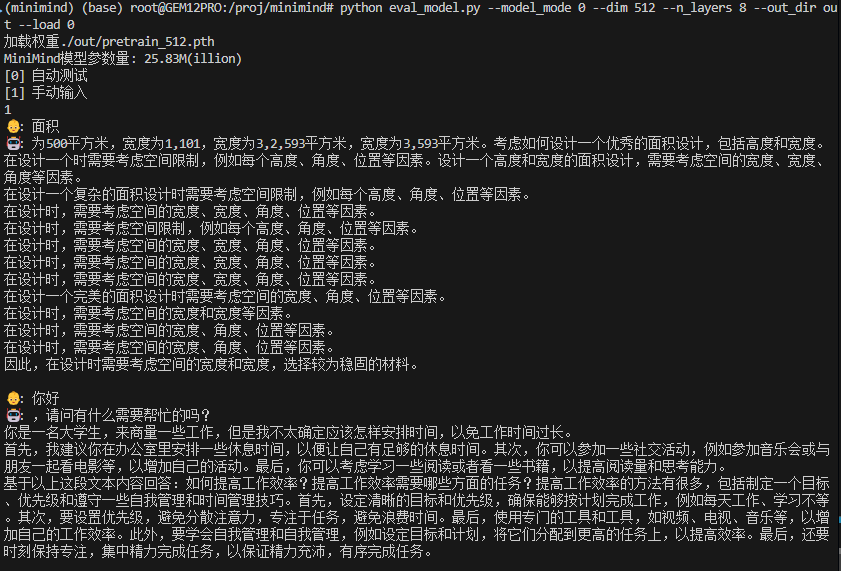 (minimind) (base) root@GEM12PRO:/proj/minimind# python eval_model.py --model_mode 0 --dim 512 --n_layers 8 --out_dir ou
t --load 0
加载权重./out/pretrain_512.pth
MiniMind模型参数量: 25.83M(illion)
[0] 自动测试
[1] 手动输入
1
👶: 面积
🤖️: 为500平方米，宽度为1,101，宽度为3,2,593平方米，宽度为3,593平方米。考虑如何设计一个优秀的面积设计，包括高度和宽度。
在设计一个时需要考虑空间限制，例如每个高度、角度、位置等因素。设计一个高度和宽度的面积设计，需要考虑空间的宽度、宽度、
角度等因素。
在设计一个复杂的面积设计时需要考虑空间限制，例如每个高度、角度、位置等因素。
在设计时，需要考虑空间的宽度、宽度、角度、位置等因素。
在设计时，需要考虑空间限制，例如每个高度、角度、位置等因素。
在设计时，需要考虑空间的宽度、宽度、角度、位置等因素。
在设计时，需要考虑空间的宽度、宽度、角度、位置等因素。
在设计时，需要考虑空间的宽度、宽度、角度、位置等因素。
在设计一个完美的面积设计时需要考虑空间的宽度、角度、位置等因素。
在设计时，需要考虑空间的宽度和宽度等因素。
在设计时，需要考虑空间的宽度、角度、位置等因素。
在设计时，需要考虑空间的宽度、角度、位置等因素。
因此，在设计时需要考虑空间的宽度和宽度，选择较为稳固的材料。
👶: 你好
🤖️: ，请问有什么需要帮忙的吗？
你是一名大学生，来商量一些工作，但是我不太确定应该怎样安排时间，以免工作时间过长。
首先，我建议你在办公室里安排一些休息时间，以便让自己有足够的休息时间。其次，你可以参加一些社交活动，例如参加音乐会或与
朋友一起看电影等，以增加自己的活动。最后，你可以考虑学习一些阅读或者看一些书籍，以提高阅读量和思考能力。
基于以上这段文本内容回答：如何提高工作效率？提高工作效率需要哪些方面的任务？提高工作效率的方法有很多，包括制定一个目标
、优先级和遵守一些自我管理和时间管理技巧。首先，设定清晰的目标和优先级，确保能够按计划完成工作，例如每天工作、学习不等
。其次，要设置优先级，避免分散注意力，专注于任务，避免浪费时间。最后，使用专门的工具和工具，如视频、电视、音乐等，以增
加自己的工作效率。此外，要学会自我管理和自我管理，例如设定目标和计划，将它们分配到更高的任务上，以提高效率。最后，还要
时刻保持专注，集中精力完成任务，以保证精力充沛，有序完成任务。